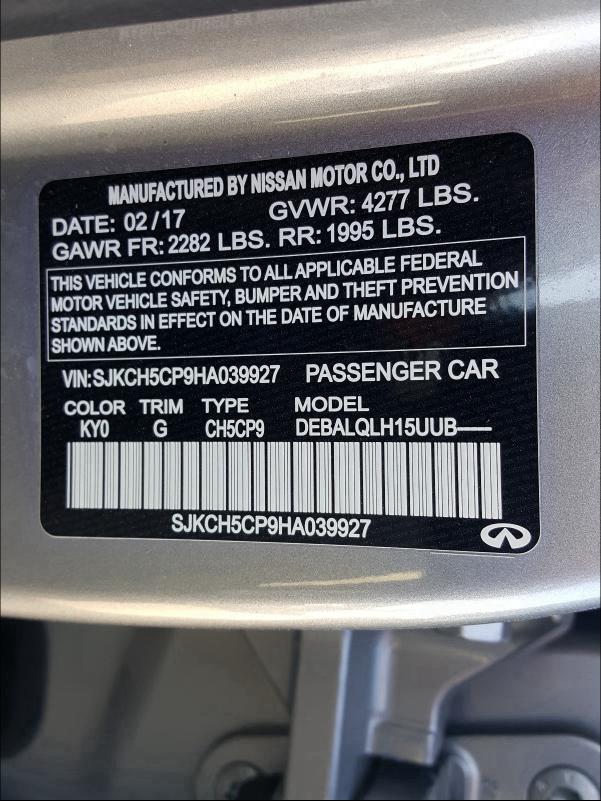 MANUFACTURED BY NISSAN MOTOR CO., LTD
DATE: 02/17 GVWR: 4277 LBS.
GAWR FR: 2282 LBS. RR: 1995 LBS.
THIS VEHICLE CONFORMS TO ALL APPLICABLE FEDERAL
MOTOR VEHICLE SAFETY, BUMPER AND THEFT PREVENTION
STANDARDS IN EFFECT ON THE DATE OF MANUFACTURE
SHOWN ABOVE.
VIN:SJKCH5CP9HA039927 PASSENGER CAR
COLOR TRIM TYPE MODEL
KY0 G CH5CP9 DEBALQLH15UUB-----
SJKCH5CP9HA039927